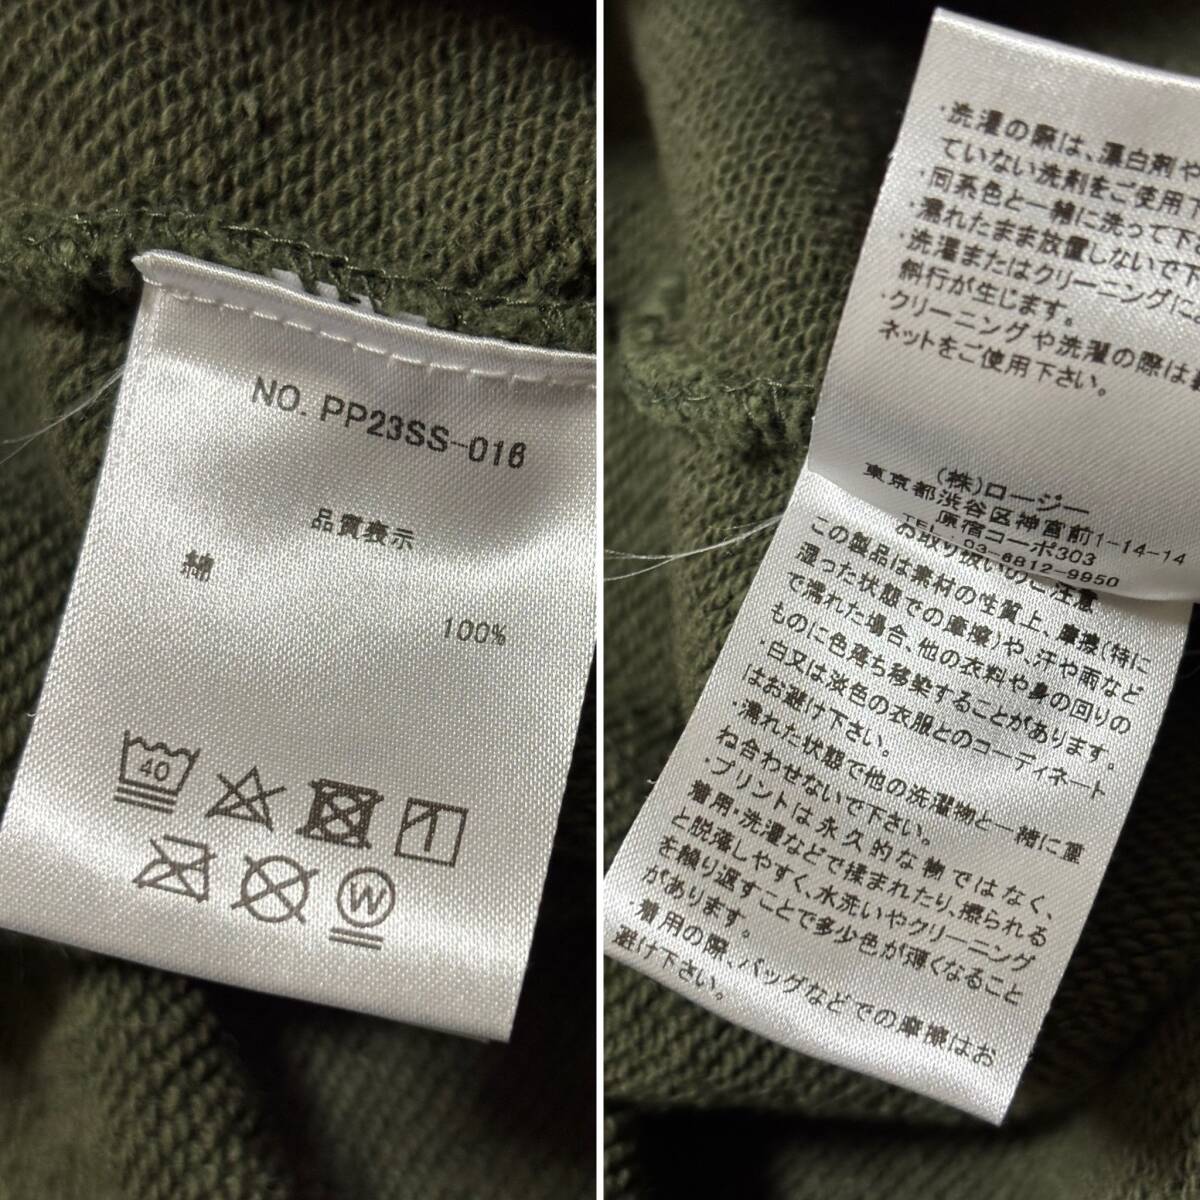 NO. PP23SS-016
品質表示
綿
100%
40
W
・洗濯の際は、漂白剤や
ていない洗剤をご使用下
・同系色と一緒に洗って下
・濡れたまま放置しないで下
・洗濯またはクリーニングに
斜行が生じます。
・クリーニングや洗濯の際は
ネットをご使用下さい。
(株)ロージー
東京都渋谷区神宮前1-14-14
原宿コーポ303
TEL:03-6812-9950
お取り扱いのご注意
この製品は素材の性質上、摩擦(特に
湿った状態での摩擦)や、汗や雨など
で濡れた場合、他の衣料や身の回りの
ものに色落ち移染することがあります。
・白又は淡色の衣服とのコーディネート
はお避け下さい。
・濡れた状態で他の洗濯物と一緒に重
ね合わせないで下さい。
・プリントは永久的な物ではなく、
着用・洗濯などで揉まれたり、擦られる
と脱落しやすく、水洗いやクリーニング
を繰り返すことで多少色が薄くなること
があります。
・着用の際、バッグなどでの摩擦はお
避け下さい。